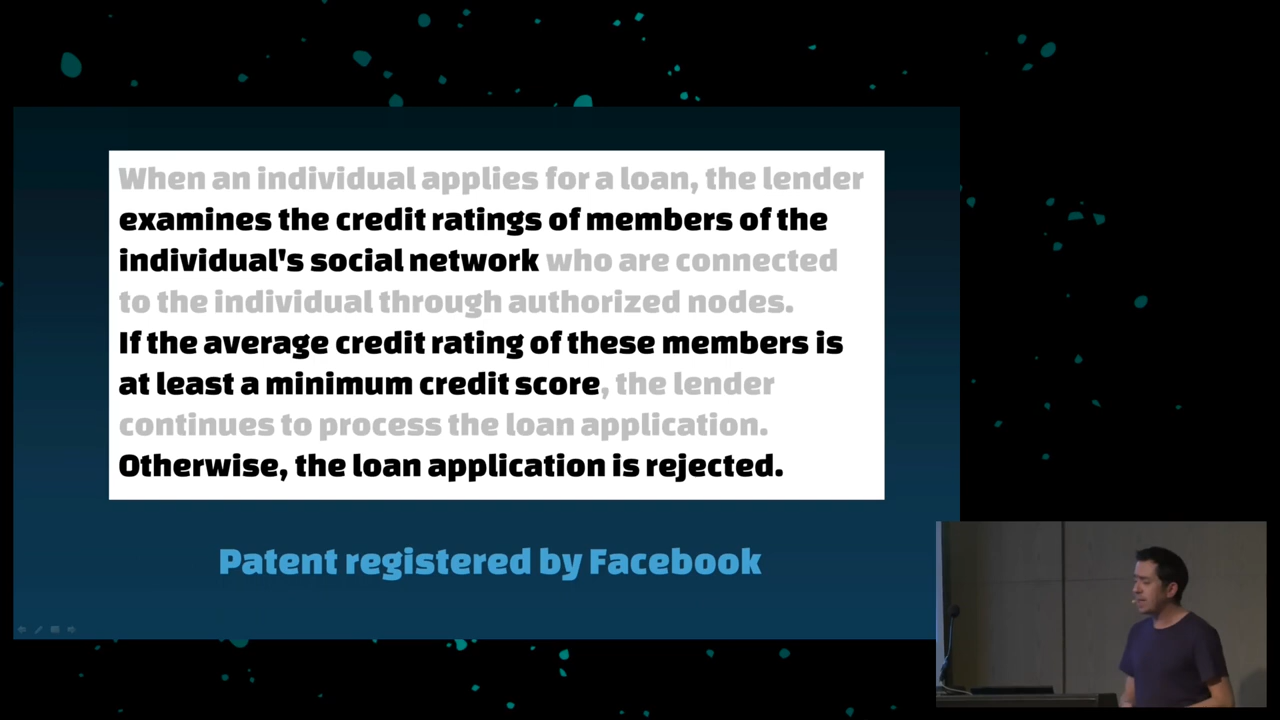 When an individual applies for a loan, the lender
examines the credit ratings of members of the
individual's social network who are connected
to the individual through authorized nodes.
If the average credit rating of these members is
at least a minimum credit score, the lender
continues to process the loan application.
Otherwise, the loan application is rejected.
Patent registered by Facebook